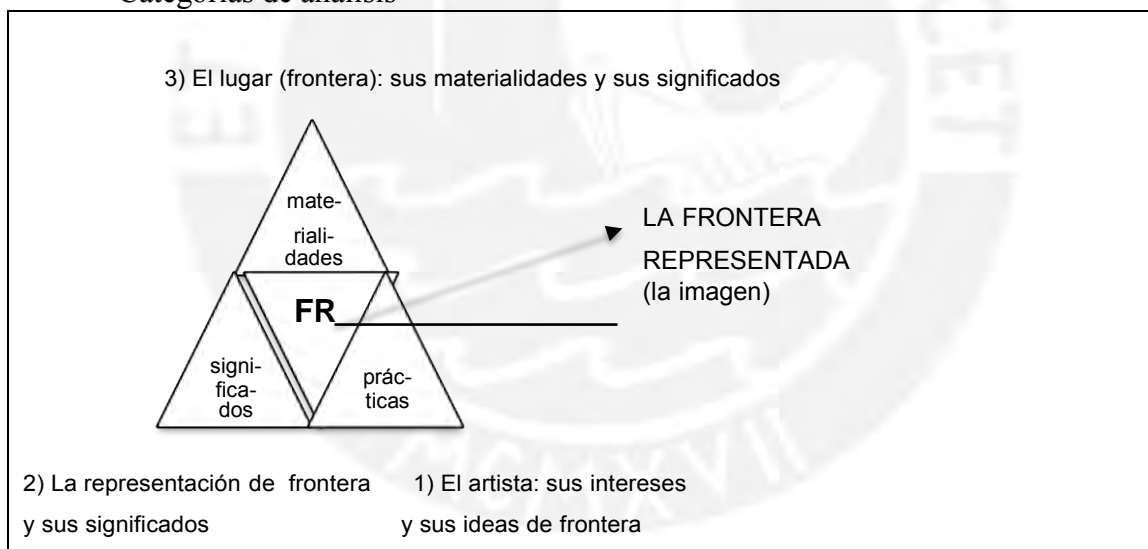 Categorías de análisis
3) El lugar (frontera): sus materialidades y sus significados
mate-
riali-
dades
LA FRONTERA
REPRESENTADA
(la imagen)
FR
signi-
fica-
dos
prác-
ticas
2) La representación de frontera
y sus significados
1) El artista: sus intereses
y sus ideas de frontera
MCMXVII